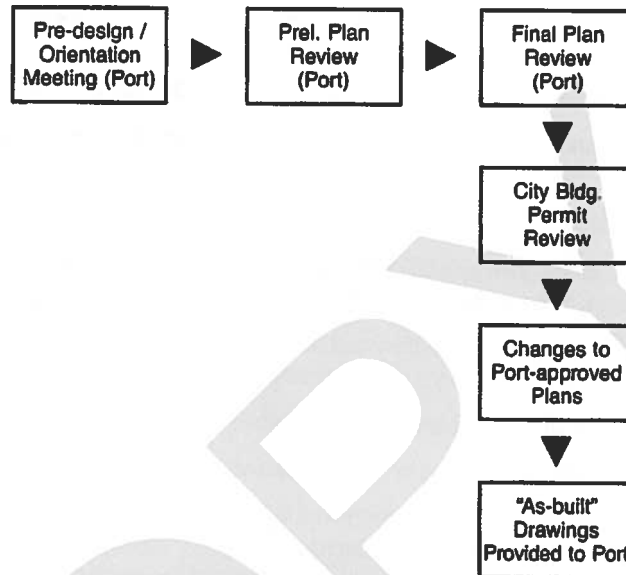 Pre-design /
Orientation
Meeting (Port)
Prel. Plan
Review
(Port)
Final Plan
Review
(Port)
City Bldg.
Permit
Review
Changes to
Port-approved
Plans
"As-built"
Drawings
Provided to Port